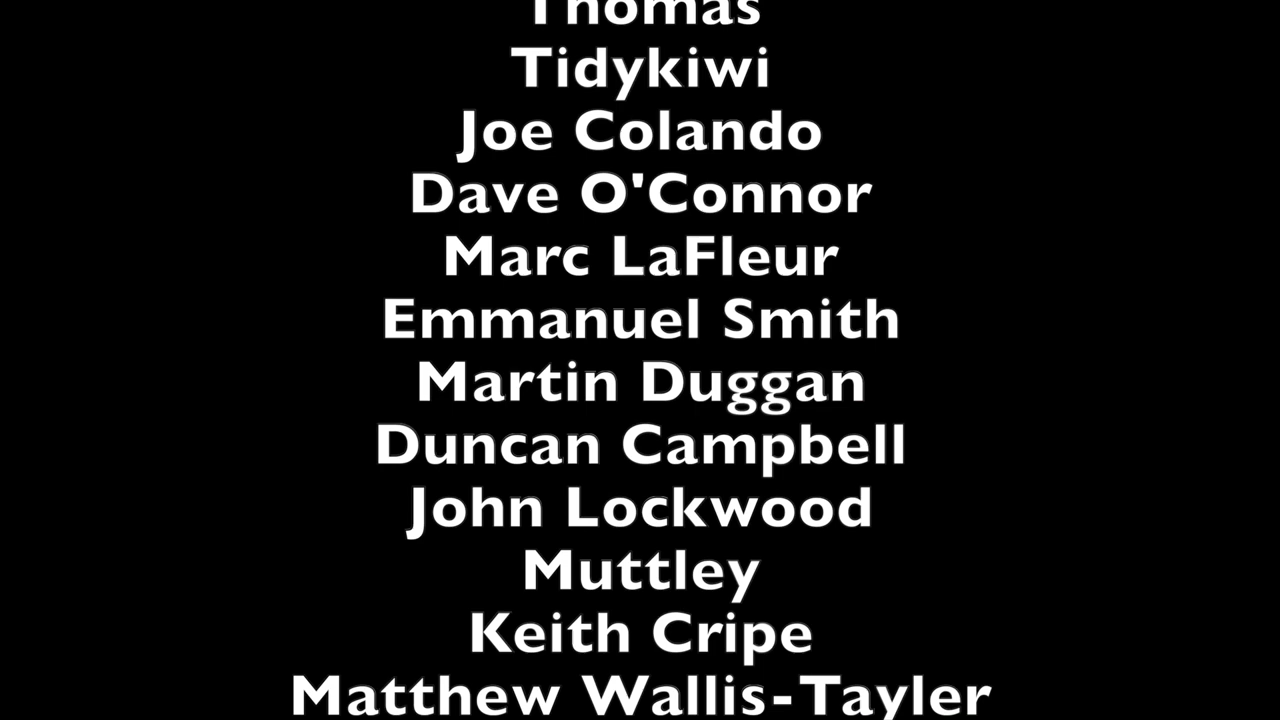 Thomas
Tidykiwi
Joe Colando
Dave O'Connor
Marc LaFleur
Emmanuel Smith
Martin Duggan
Duncan Campbell
John Lockwood
Muttley
Keith Cripe
Matthew Wallis-Tayler